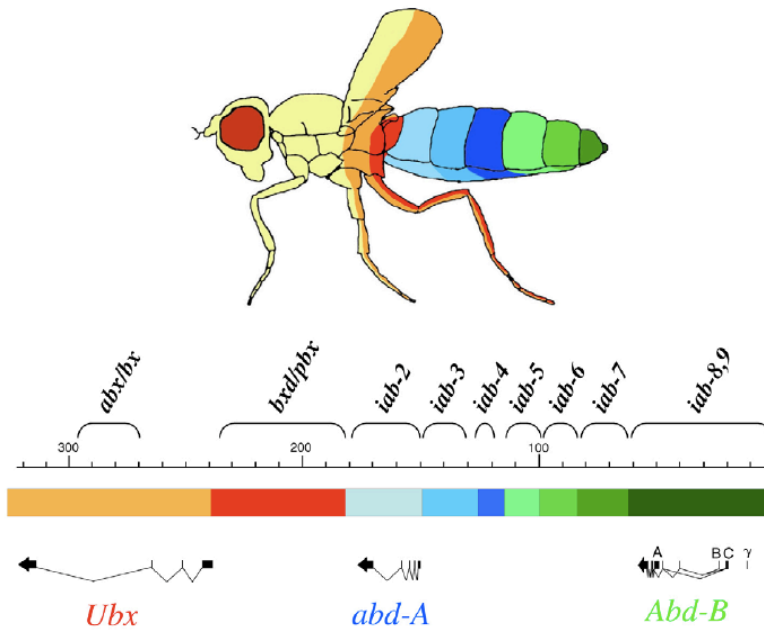 abx/bx bxd/pbx iab-2 iab-3 iab-4 iab-5 iab-6 iab-7 iab-8,9
300 200 100
A B C γ
Ubx abd-A Abd-B